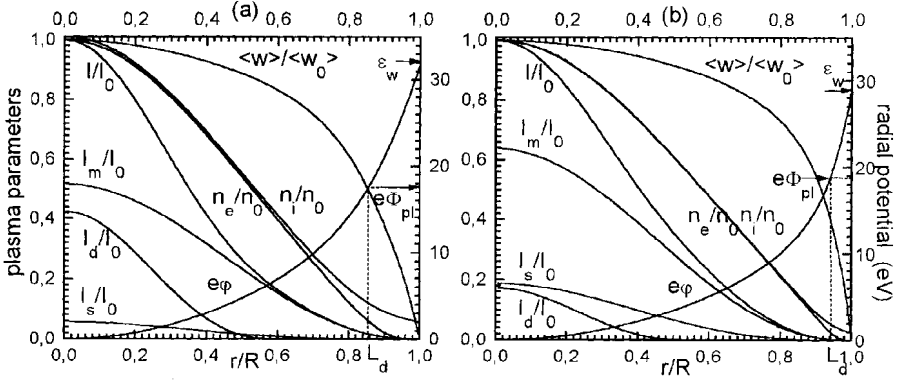 (a)
0,0 0,2 0,4 0,6 0,8 1,0
1,0
0,8
0,6
0,4
0,2
0,0
plasma parameters
I/I0
<w>/<w0>
εw
Im/I0
ne/n0 ni/n0
eΦpl
Id/I0
Is/I0
eφ
30
20
10
0
0,0 0,2 0,4 0,6 0,8 1,0
r/R
Ld
(b)
0,0 0,2 0,4 0,6 0,8 1,0
1,0
0,8
0,6
0,4
0,2
0,0
I/I0
<w>/<w0>
εw
Im/I0
eΦpl
ne/n0 ni/n0
Is/I0
Id/I0
eφ
30
20
10
0
radial potential (eV)
0,0 0,2 0,4 0,6 0,8 1,0
r/R
Ld